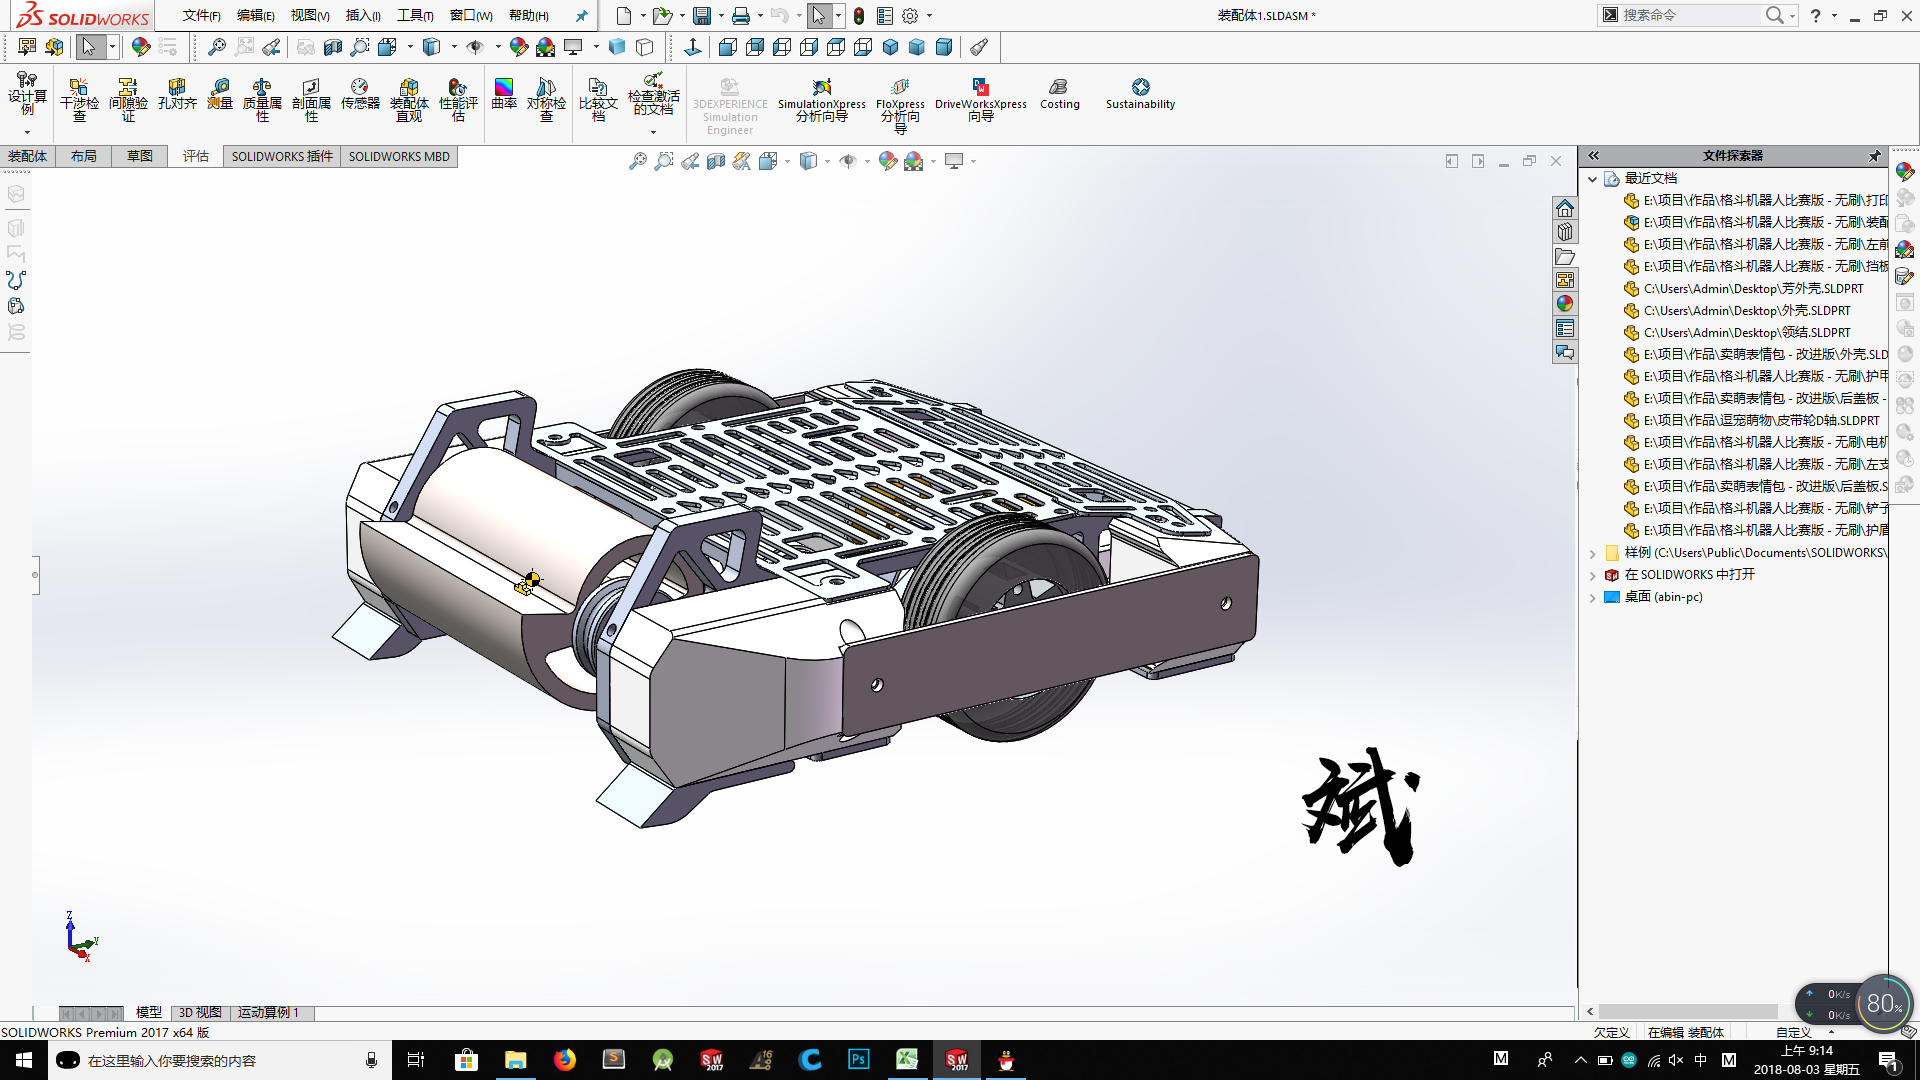 SOLIDWORKS
文件(F) 编辑(E) 视图(V) 插入(I) 工具(T) 窗口(W) 帮助(H)
装配体1.SLDASM *
搜索命令
设计算例
干涉检查
间隙验证
孔对齐
测量
质量属性
剖面属性
传感器
装配体直观
性能评估
曲率
对称检查
比较文档
检查激活的文档
3DEXPERIENCE Simulation Engineer
SimulationXpress 分析向导
FloXpress 分析向导
DriveWorksXpress 向导
Costing
Sustainability
装配体 布局 草图 评估 SOLIDWORKS 插件 SOLIDWORKS MBD
文件探索器
最近文档
E:\项目\作品\格斗机器人比赛版 - 无刷\打印
E:\项目\作品\格斗机器人比赛版 - 无刷\装配
E:\项目\作品\格斗机器人比赛版 - 无刷\左前
E:\项目\作品\格斗机器人比赛版 - 无刷\挡板
C:\Users\Admin\Desktop\芳外壳.SLDPRT
C:\Users\Admin\Desktop\外壳.SLDPRT
C:\Users\Admin\Desktop\领结.SLDPRT
E:\项目\作品\卖萌表情包 - 改进版\外壳.SLD
E:\项目\作品\格斗机器人比赛版 - 无刷\护甲
E:\项目\作品\卖萌表情包 - 改进版\后盖板 -
E:\项目\作品\逗宠萌物\皮带轮D轴.SLDPRT
E:\项目\作品\格斗机器人比赛版 - 无刷\电机
E:\项目\作品\格斗机器人比赛版 - 无刷\左支
E:\项目\作品\卖萌表情包 - 改进版\后盖板.S
E:\项目\作品\格斗机器人比赛版 - 无刷\铲子
E:\项目\作品\格斗机器人比赛版 - 无刷\护盾
样例 (C:\Users\Public\Documents\SOLIDWORKS\
在 SOLIDWORKS 中打开
桌面 (abin-pc)
斌
Z
Y
X
0K/s
0K/s
80%
模型 3D 视图 运动算例 1
SOLIDWORKS Premium 2017 x64 版
欠定义 在编辑 装配体 自定义
在这里输入你要搜索的内容
SW 2017
16
Ps
SW 2017
M
中
M
上午 9:14
2018-08-03 星期五
1